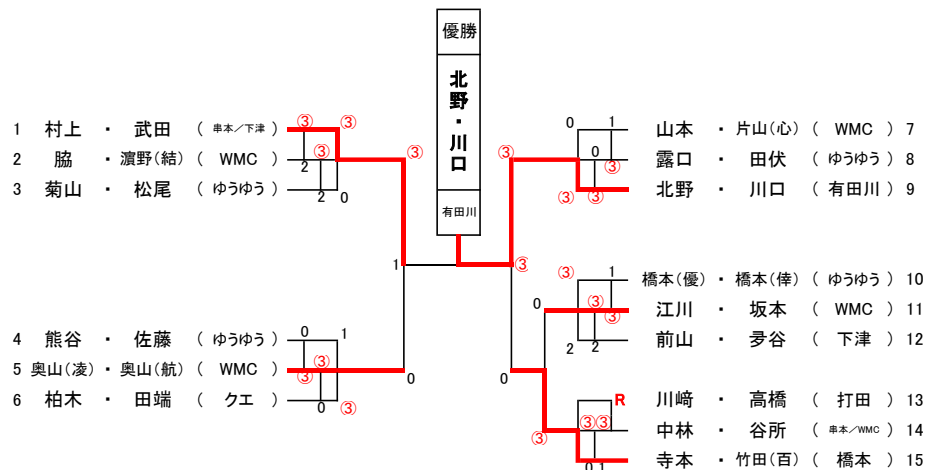 優勝
北野・川口
有田川
1 村上 ・ 武田 ( 串本／下津 )
2 脇 ・ 濵野(結) ( WMC )
3 菊山 ・ 松尾 ( ゆうゆう )
③ ③
③
2
2 0
③
4 熊谷 ・ 佐藤 ( ゆうゆう )
5 奥山(凌) ・ 奥山(航) ( WMC )
6 柏木 ・ 田端 ( クエ )
0 1
③
③
0 ③
0
1
③
③
山本 ・ 片山(心) ( WMC ) 7
露口 ・ 田伏 ( ゆうゆう ) 8
北野 ・ 川口 ( 有田川 ) 9
0 1
0
③
③ ③
橋本(優) ・ 橋本(倖) ( ゆうゆう ) 10
江川 ・ 坂本 ( WMC ) 11
前山 ・ 夛谷 ( 下津 ) 12
③ 1
0 ③
③
2 2
川﨑 ・ 高橋 ( 打田 ) 13
中林 ・ 谷所 ( 串本／WMC ) 14
寺本 ・ 竹田(百) ( 橋本 ) 15
0
R
③③
③
0 1